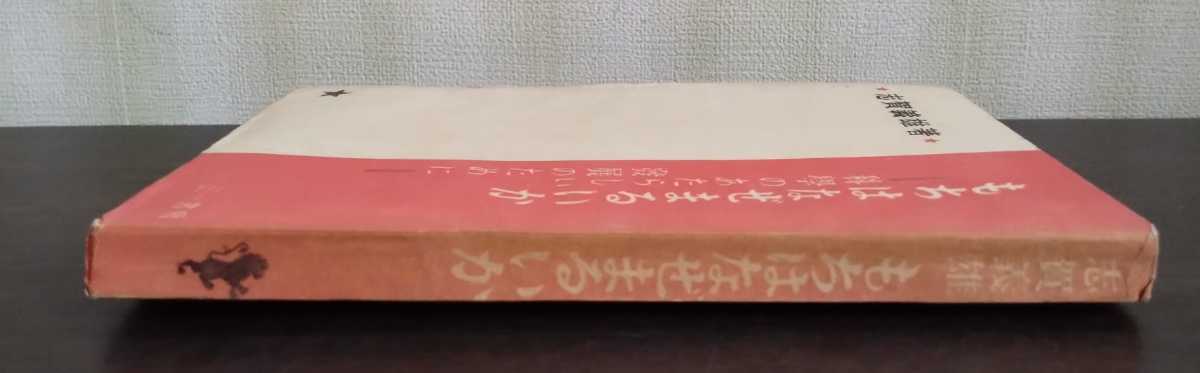 志賀義雄著
もちはなぜまるいか
—科學のあたらしい
發展のために—
もちはなぜまるいか
志賀義雄